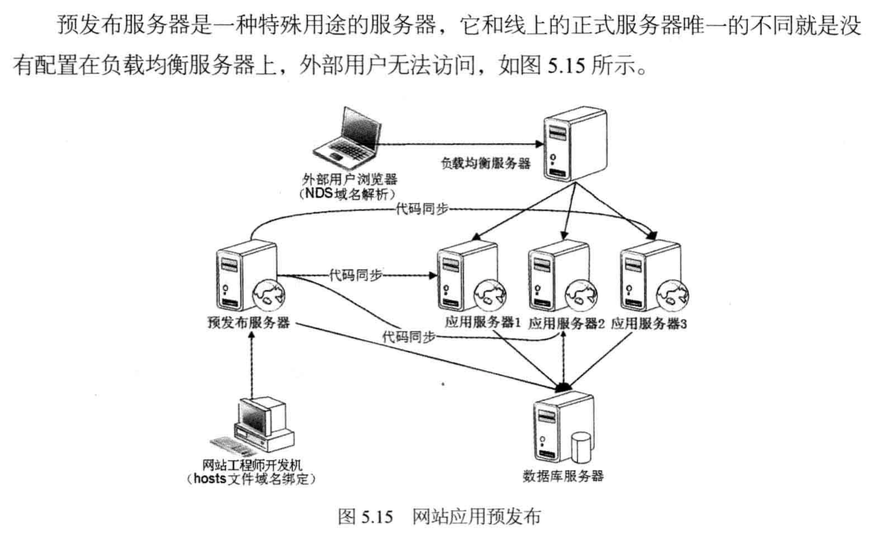 预发布服务器是一种特殊用途的服务器，它和线上的正式服务器唯一的不同就是没
有配置在负载均衡服务器上，外部用户无法访问，如图 5.15 所示。
负载均衡服务器
外部用户浏览器
（NDS域名解析）
代码同步
代码同步
预发布服务器
应用服务器1
应用服务器2
应用服务器3
代码同步
网站工程师开发机
（hosts文件域名绑定）
数据库服务器
图 5.15 网站应用预发布